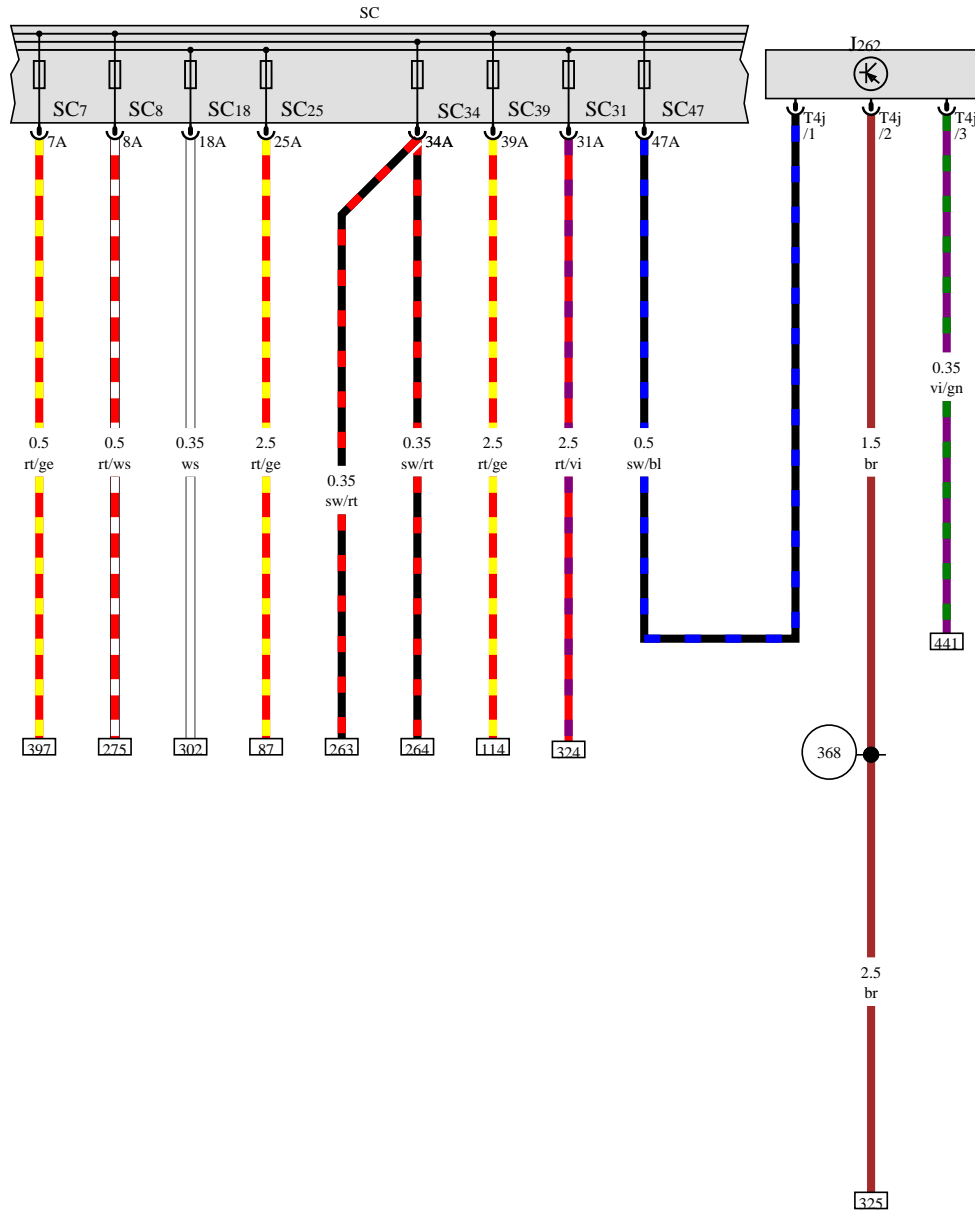 SC
J262
SC7 SC8 SC18 SC25 SC34 SC39 SC31 SC47
7A 8A 18A 25A 34A 39A 31A 47A
T4j
/1
T4j
/2
T4j
/3
0.35
vi/gn
0.5
rt/ge
0.5
rt/ws
0.35
ws
2.5
rt/ge
0.35
sw/rt
0.35
sw/rt
2.5
rt/ge
2.5
rt/vi
0.5
sw/bl
1.5
br
441
397 275 302 87 263 264 114 324
368
2.5
br
325